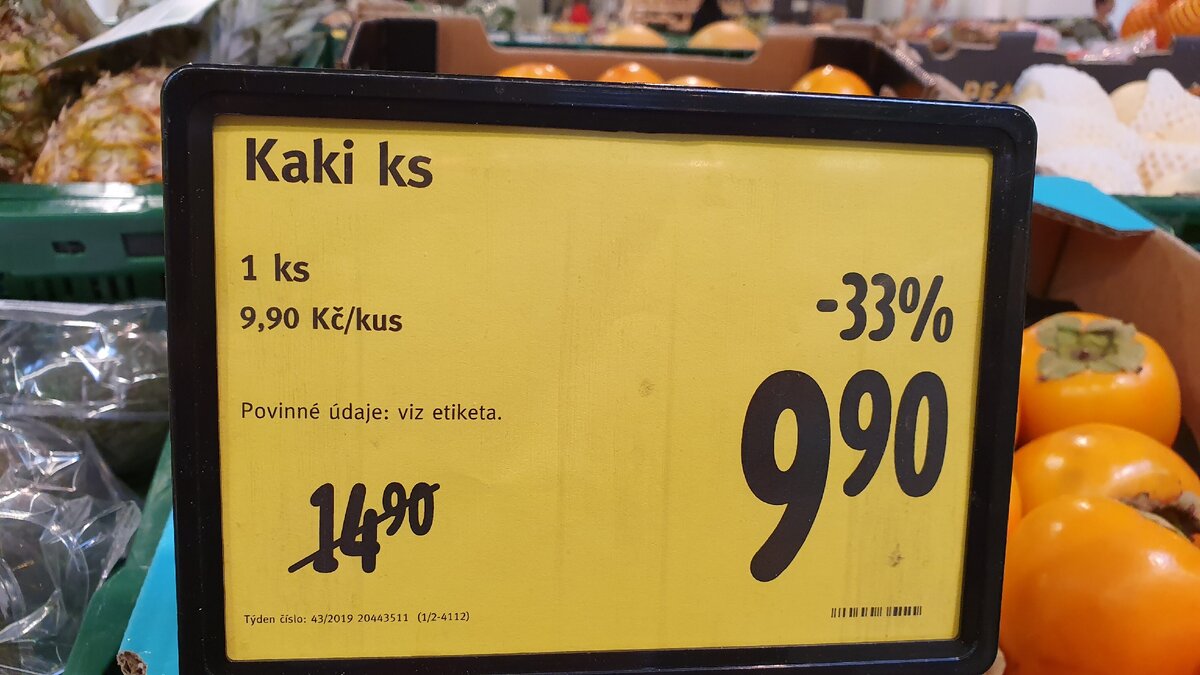 Kaki ks
1 ks
9,90 Kč/kus
-33%
9 90
Povinné údaje: viz etiketa.
14 90
Týden číslo: 43/2019 20443511 (1/2-4112)